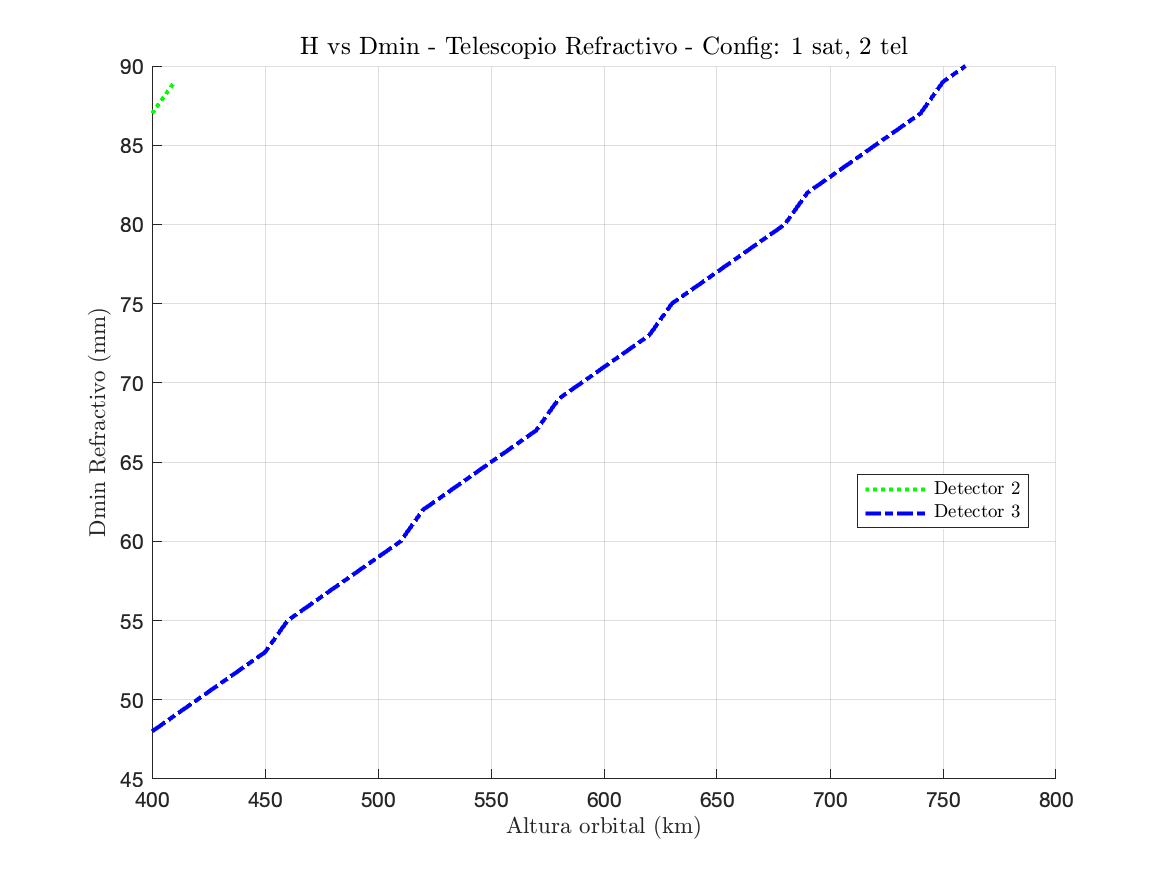 H vs Dmin - Telescopio Refractivo - Config: 1 sat, 2 tel
90
85
80
75
70
65
60
55
50
45
Dmin Refractivo (mm)
Detector 2
Detector 3
400 450 500 550 600 650 700 750 800
Altura orbital (km)